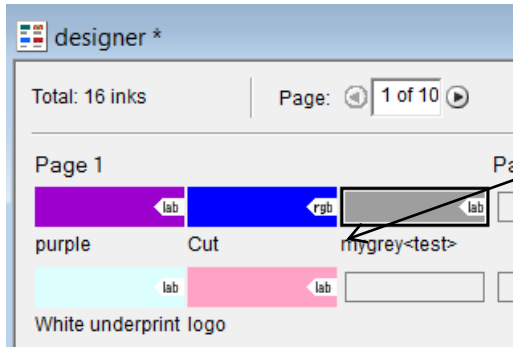 designer *
Total: 16 inks
Page: 1 of 10
Page 1
lab rgb lab
purple Cut mygrey<test>
lab lab
White underprint logo